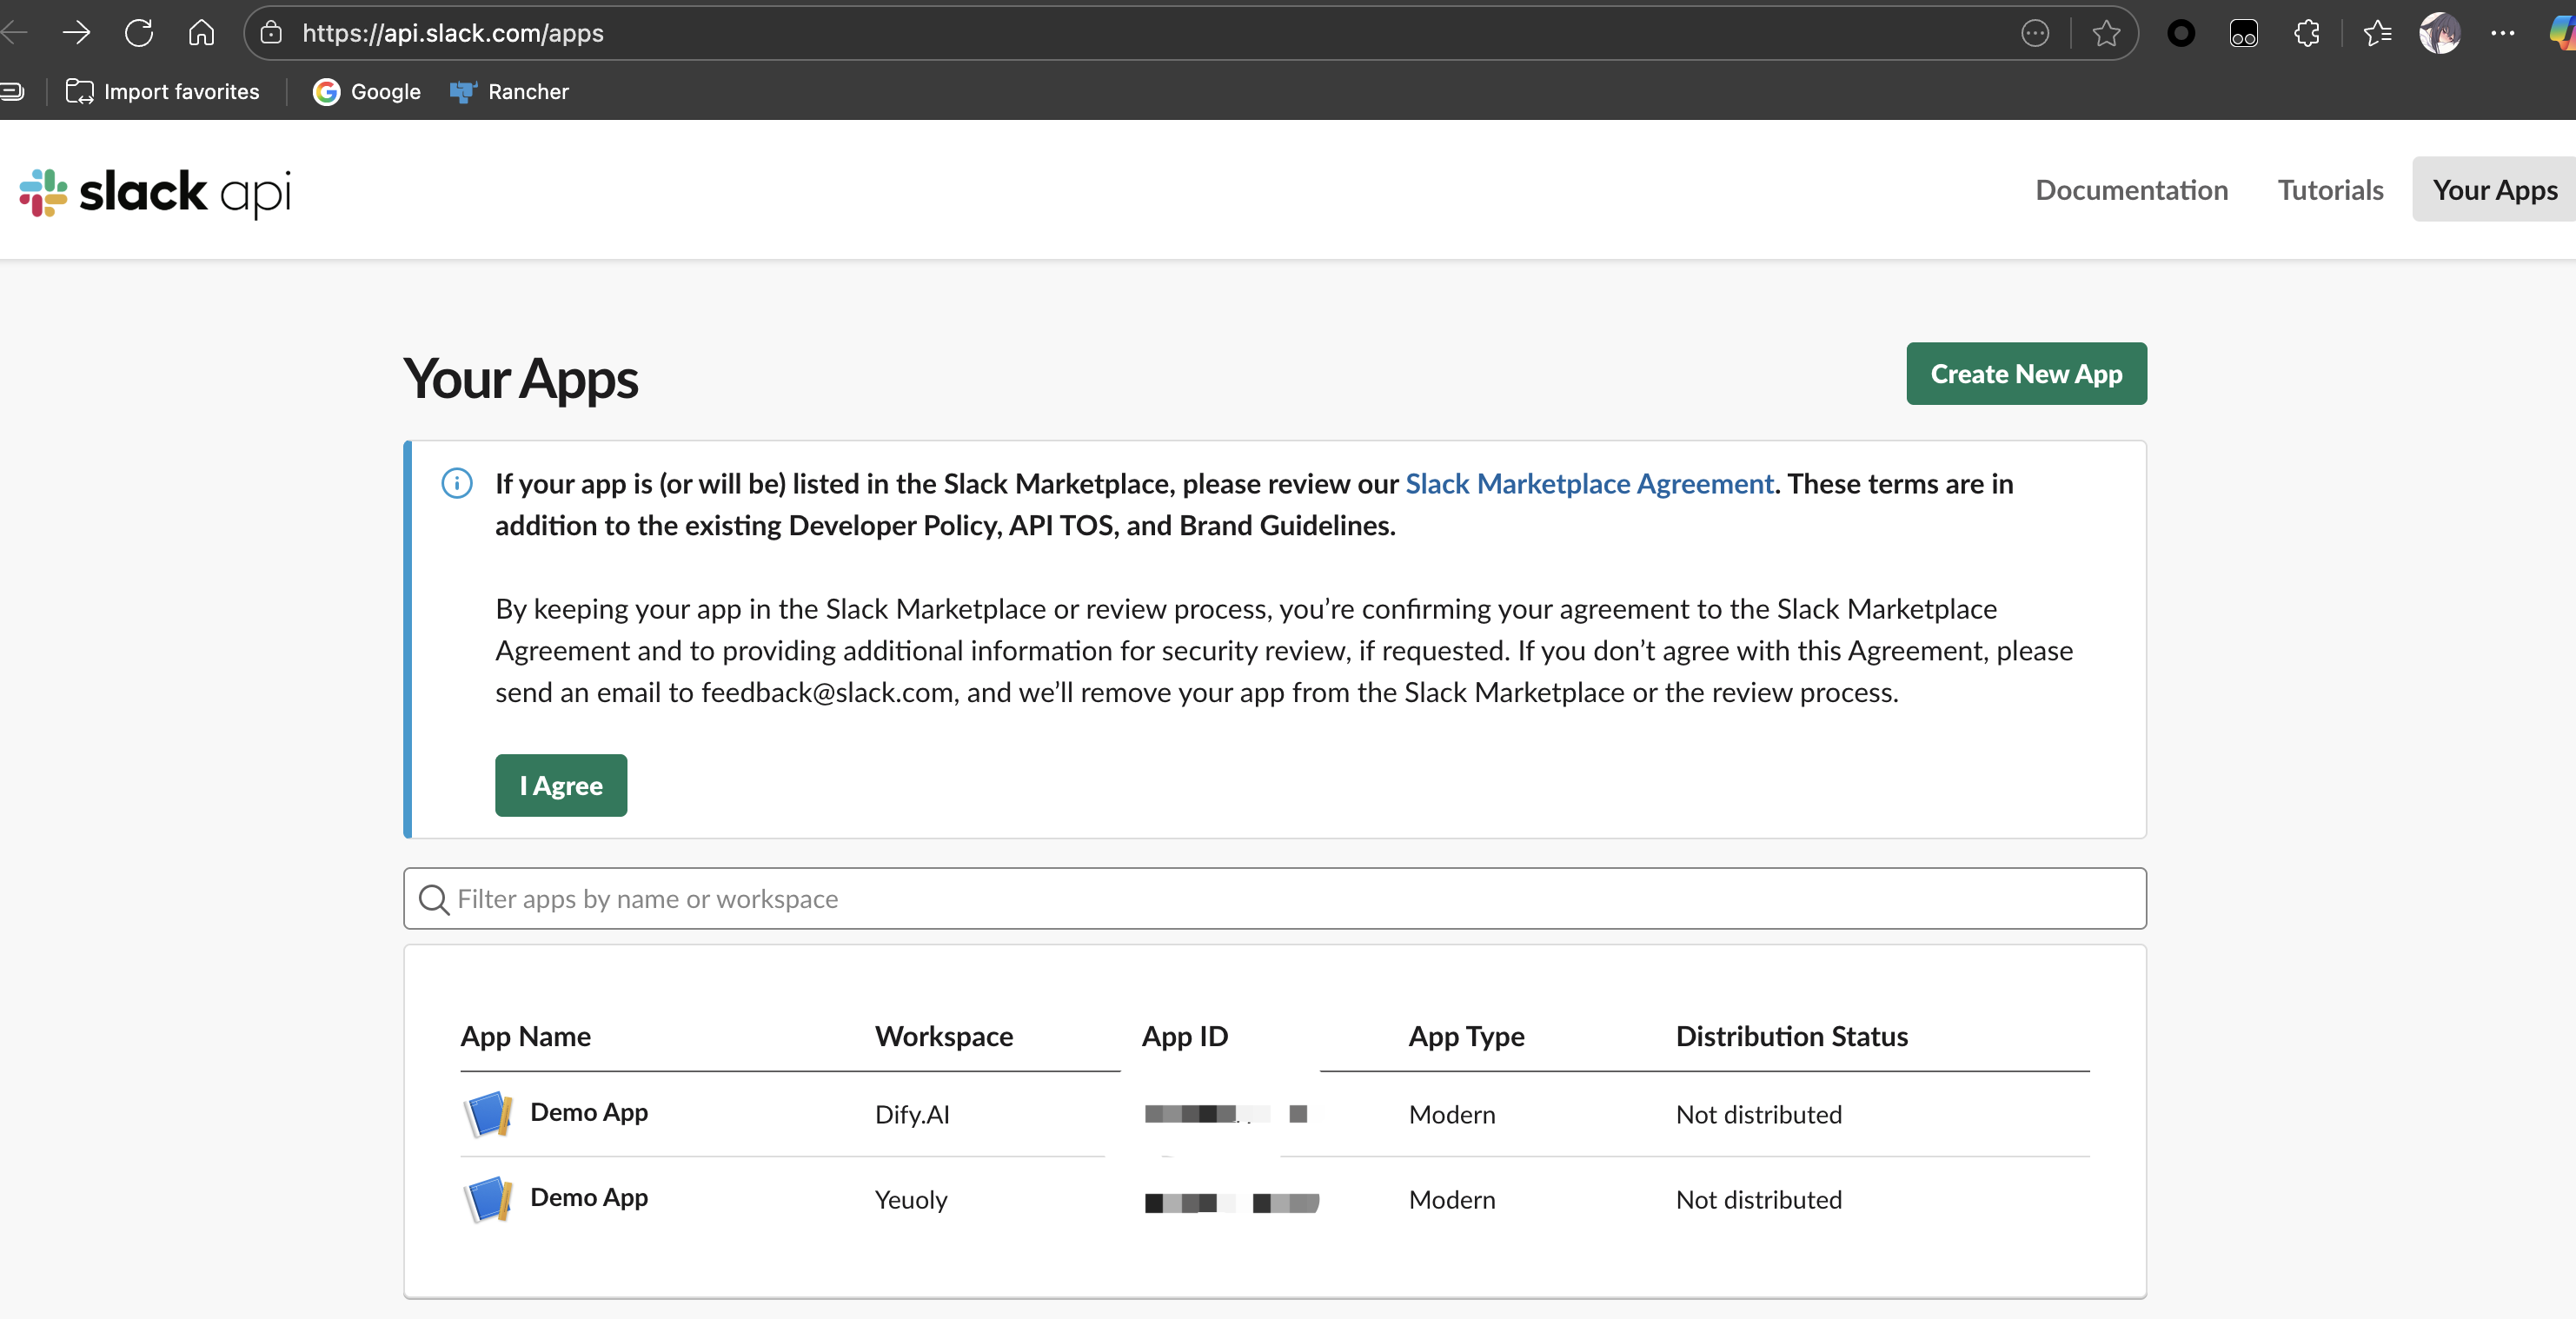 https://api.slack.com/apps
Import favorites
Google
Rancher
slack api
Documentation
Tutorials
Your Apps
Your Apps
Create New App
If your app is (or will be) listed in the Slack Marketplace, please review our Slack Marketplace Agreement. These terms are in
addition to the existing Developer Policy, API TOS, and Brand Guidelines.
By keeping your app in the Slack Marketplace or review process, you’re confirming your agreement to the Slack Marketplace
Agreement and to providing additional information for security review, if requested. If you don’t agree with this Agreement, please
send an email to feedback@slack.com, and we’ll remove your app from the Slack Marketplace or the review process.
I Agree
Filter apps by name or workspace
App Name Workspace App ID App Type Distribution Status
Demo App Dify.AI Modern Not distributed
Demo App Yeuoly Modern Not distributed